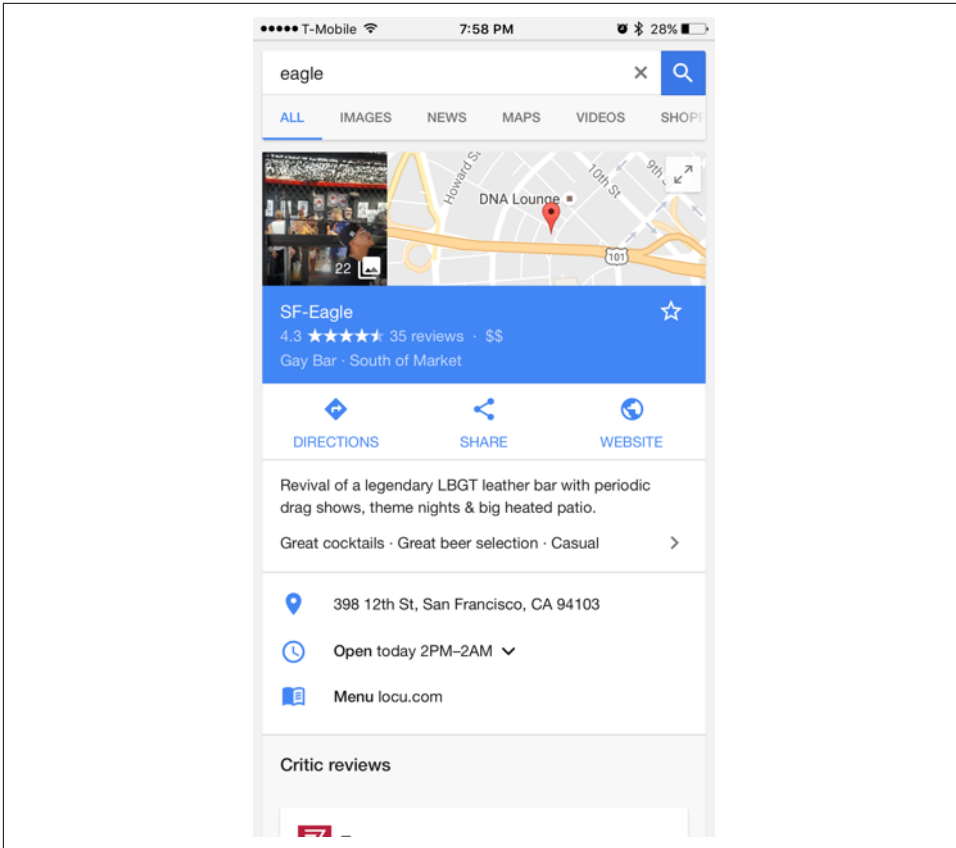 T-Mobile 7:58 PM 28%
eagle
ALL IMAGES NEWS MAPS VIDEOS SHOPP
Howard St 10th St 9th
DNA Lounge
101
22
SF-Eagle
4.3 35 reviews · $$
Gay Bar · South of Market
DIRECTIONS SHARE WEBSITE
Revival of a legendary LBGT leather bar with periodic
drag shows, theme nights & big heated patio.
Great cocktails · Great beer selection · Casual
398 12th St, San Francisco, CA 94103
Open today 2PM–2AM
Menu locu.com
Critic reviews